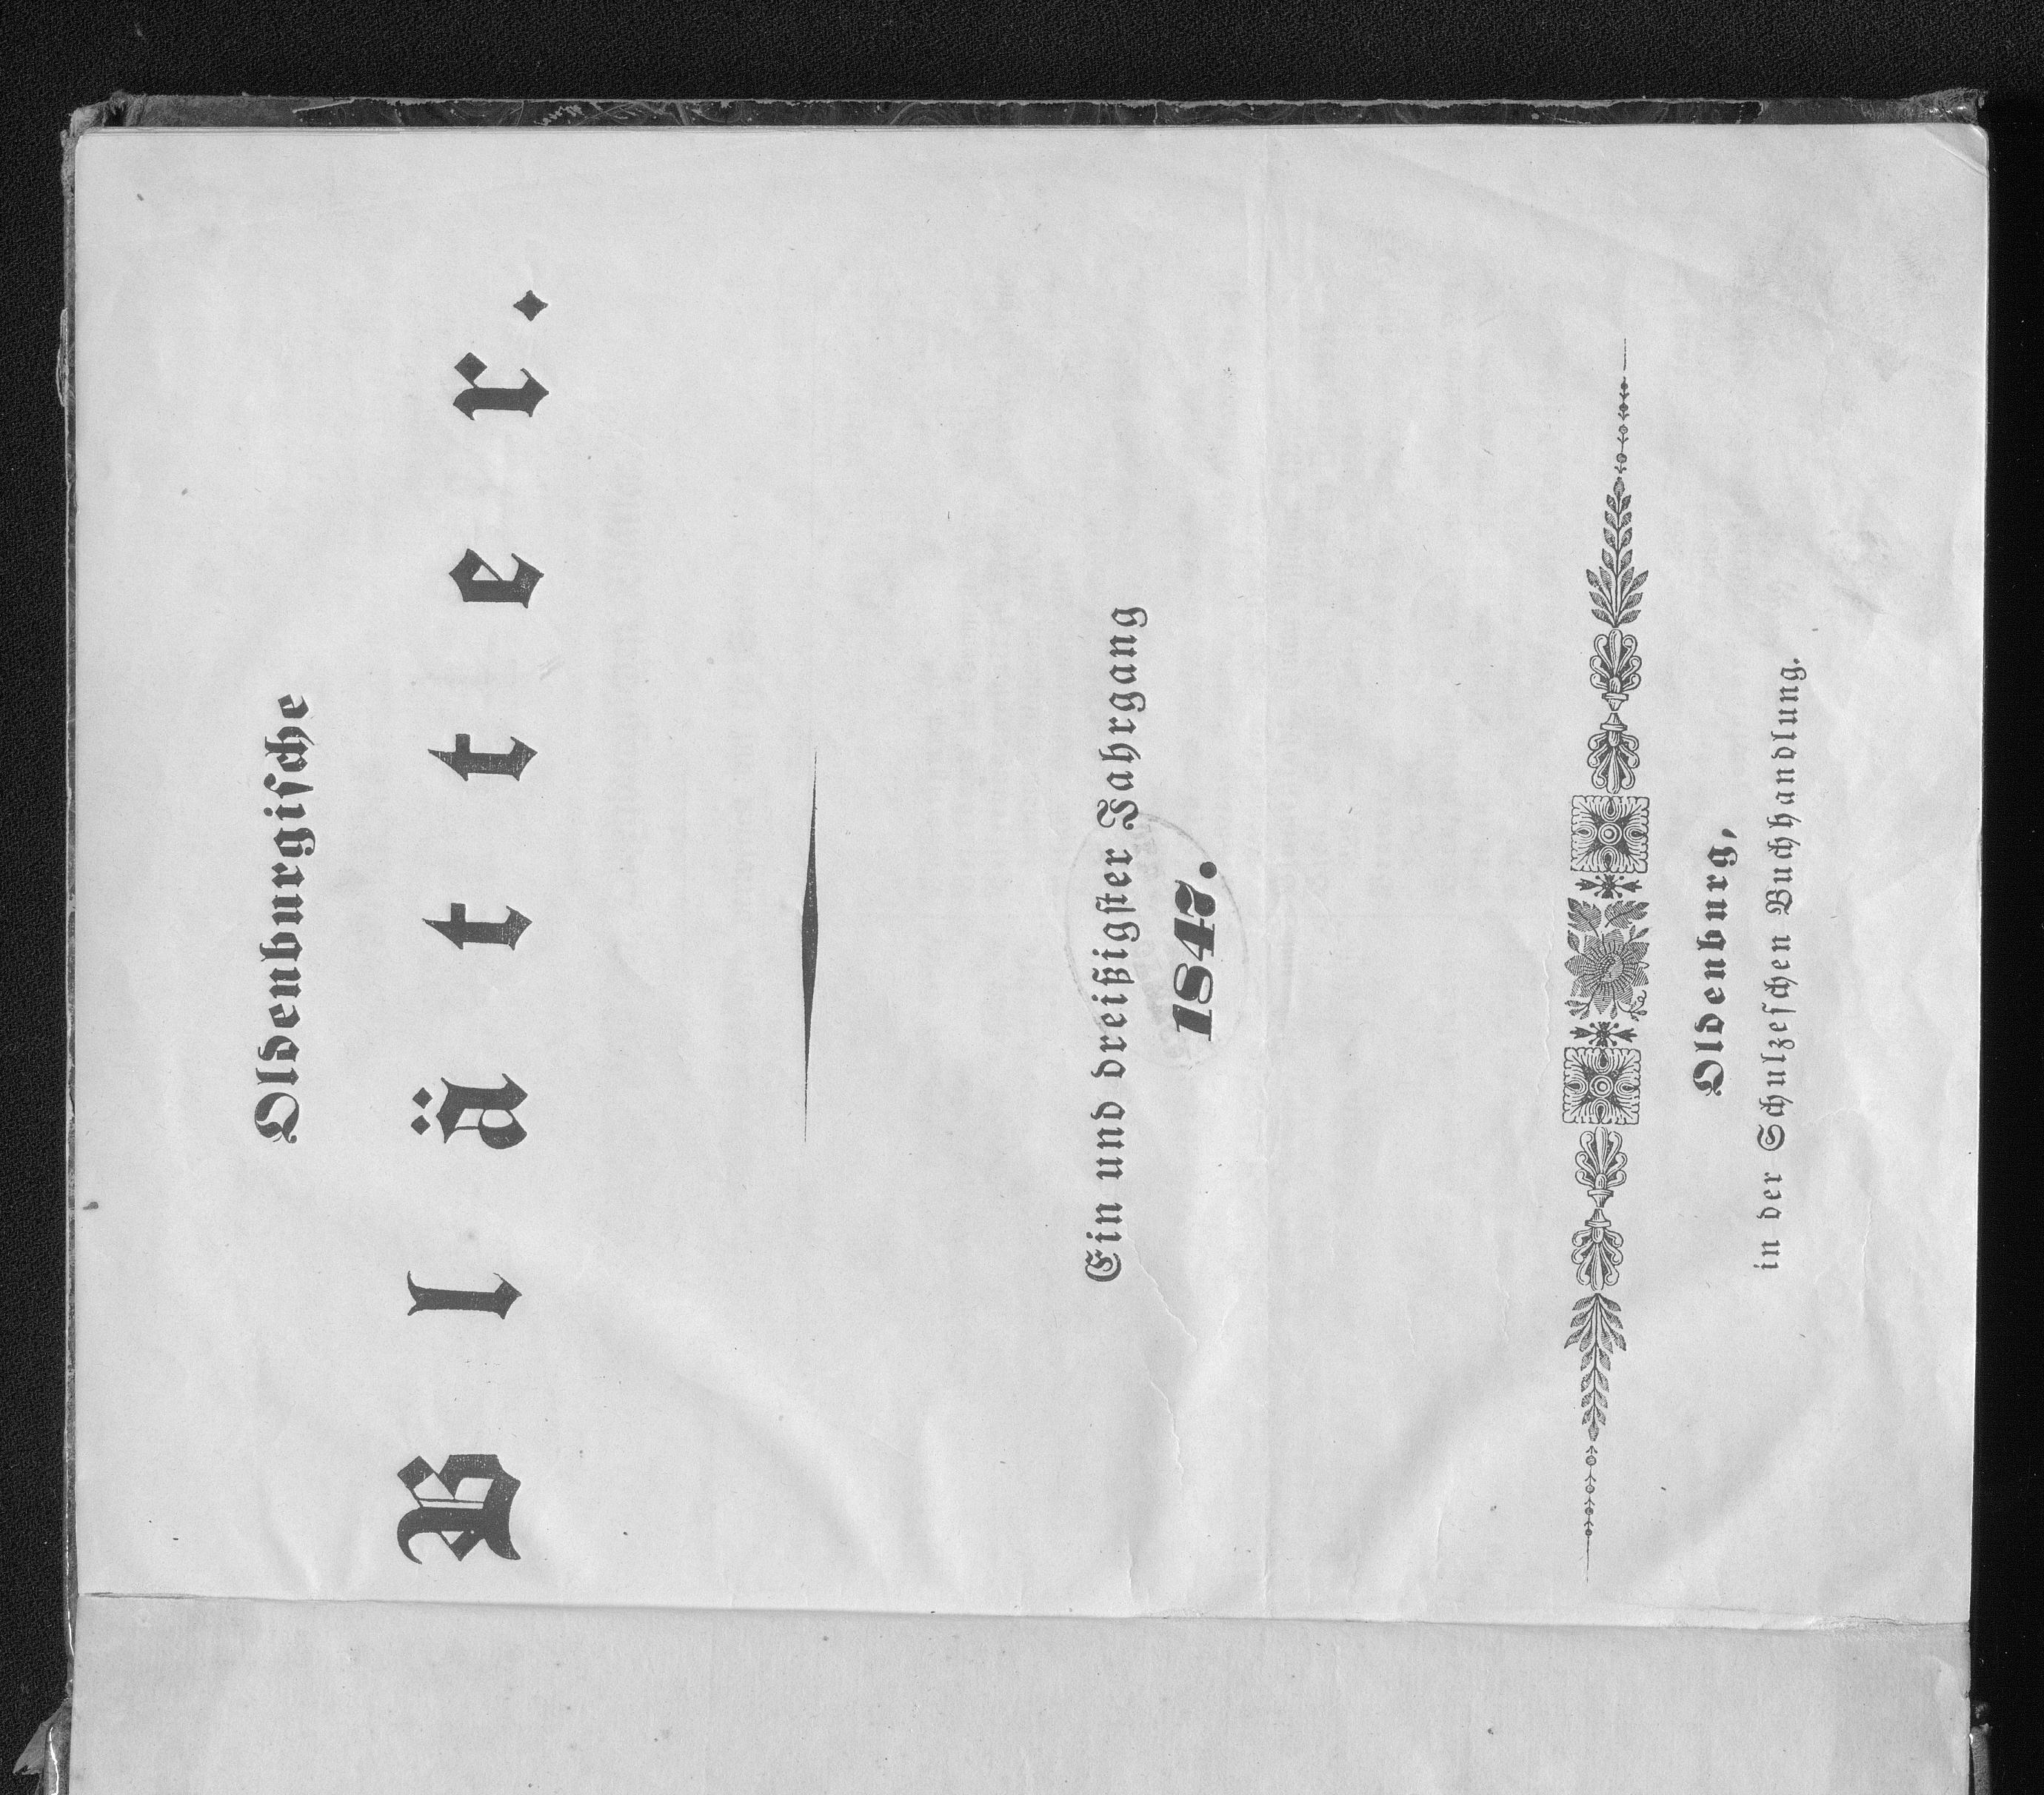 Oldenburgische
Blätter.
Ein und dreißigster Jahrgang
1847.
Oldenburg,
in der Schulzeschen Buchhandlung.